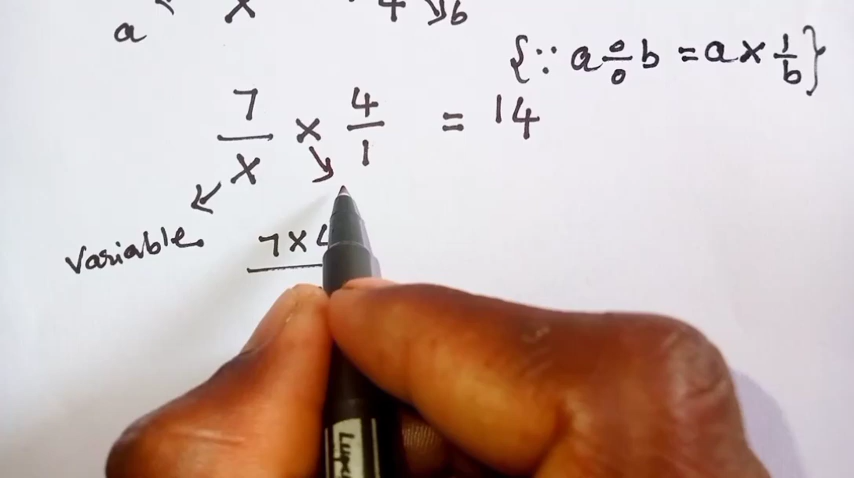 a x 4 b
{∵ a÷b = a×1/b}
7/x × 4/1 = 14
variable.
7×4